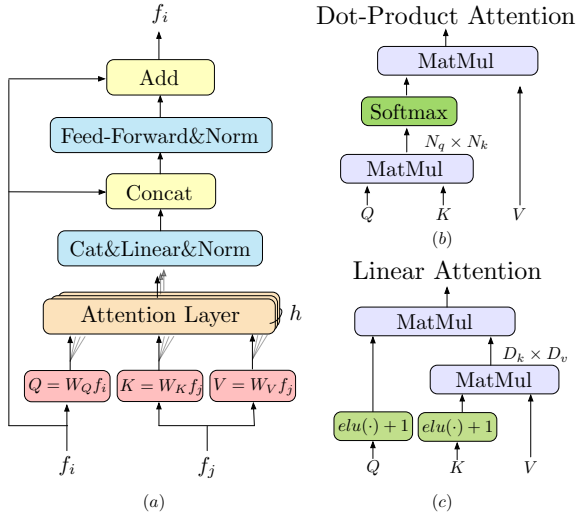 f_i
Add
Feed-Forward&Norm
Concat
Cat&Linear&Norm
Attention Layer
h
Q = W_Q f_i
K = W_K f_j
V = W_V f_j
f_i
f_j
(a)
Dot-Product Attention
MatMul
Softmax
N_q × N_k
MatMul
Q
K
V
(b)
Linear Attention
MatMul
D_k × D_v
MatMul
elu(·) + 1
elu(·) + 1
Q
K
V
(c)